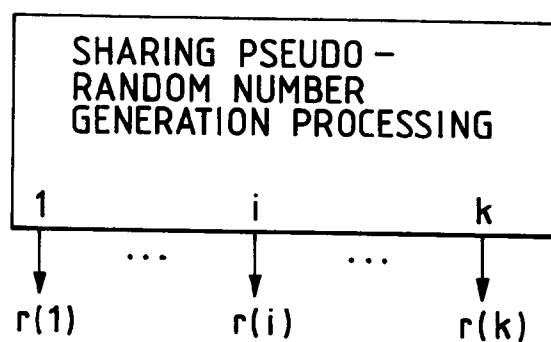 SHARING PSEUDO –
RANDOM NUMBER
GENERATION PROCESSING
1 i k
... ...
r(1) r(i) r(k)